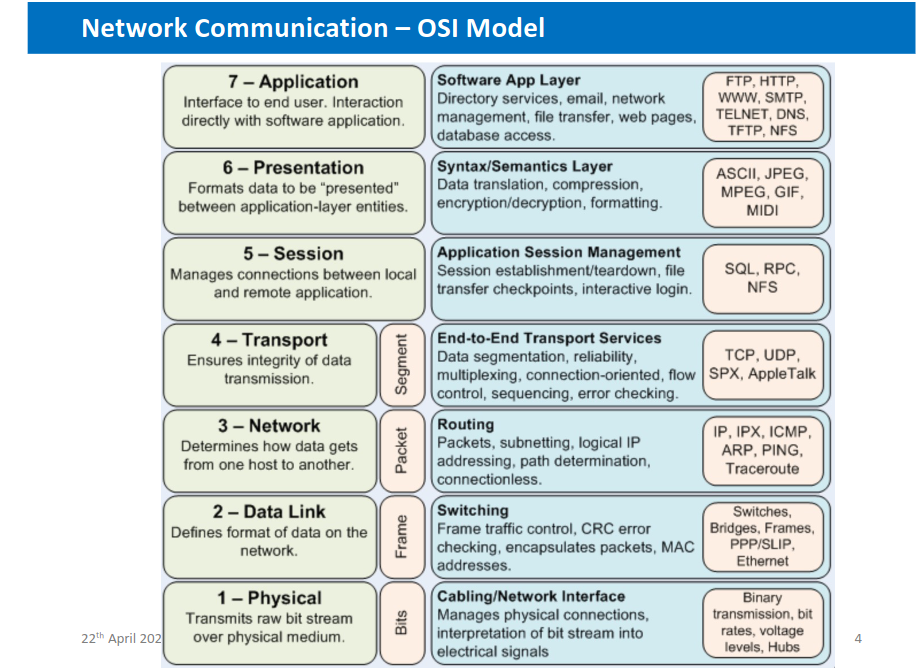 Network Communication – OSI Model
7 – Application
Interface to end user. Interaction
directly with software application.
Software App Layer
Directory services, email, network
management, file transfer, web pages,
database access.
FTP, HTTP,
WWW, SMTP,
TELNET, DNS,
TFTP, NFS
6 – Presentation
Formats data to be “presented”
between application-layer entities.
Syntax/Semantics Layer
Data translation, compression,
encryption/decryption, formatting.
ASCII, JPEG,
MPEG, GIF,
MIDI
5 – Session
Manages connections between local
and remote application.
Application Session Management
Session establishment/teardown, file
transfer checkpoints, interactive login.
SQL, RPC,
NFS
4 – Transport
Ensures integrity of data
transmission.
Segment
End-to-End Transport Services
Data segmentation, reliability,
multiplexing, connection-oriented, flow
control, sequencing, error checking.
TCP, UDP,
SPX, AppleTalk
3 – Network
Determines how data gets
from one host to another.
Packet
Routing
Packets, subnetting, logical IP
addressing, path determination,
connectionless.
IP, IPX, ICMP,
ARP, PING,
Traceroute
2 – Data Link
Defines format of data on the
network.
Frame
Switching
Frame traffic control, CRC error
checking, encapsulates packets, MAC
addresses.
Switches,
Bridges, Frames,
PPP/SLIP,
Ethernet
1 – Physical
Transmits raw bit stream
over physical medium.
Bits
Cabling/Network Interface
Manages physical connections,
interpretation of bit stream into
electrical signals
Binary
transmission, bit
rates, voltage
levels, Hubs
22th April 202
4